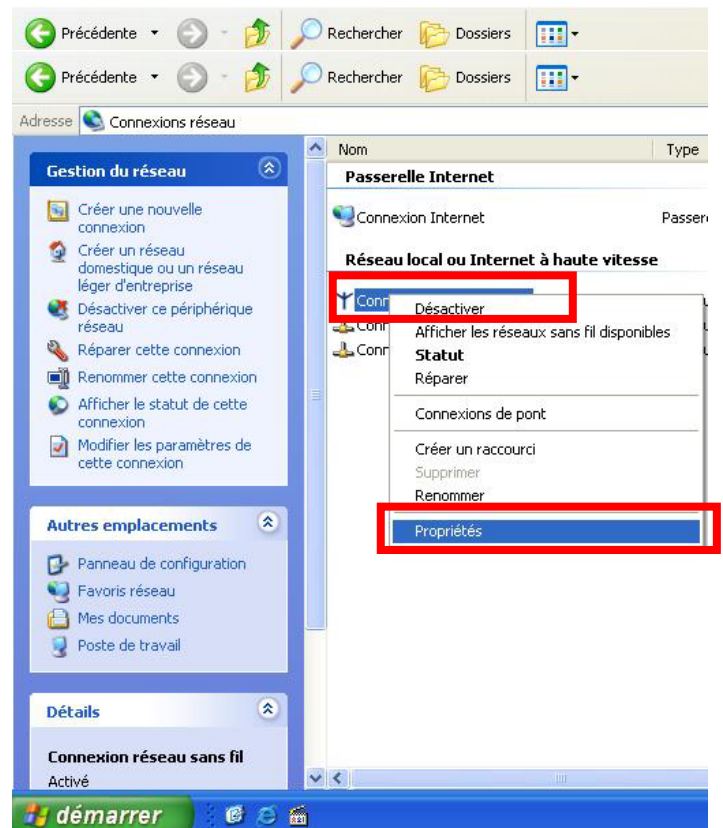 Précédente Rechercher Dossiers
Précédente Rechercher Dossiers
Adresse Connexions réseau
Gestion du réseau
Créer une nouvelle
connexion
Créer un réseau
domestique ou un réseau
léger d'entreprise
Désactiver ce périphérique
réseau
Réparer cette connexion
Renommer cette connexion
Afficher le statut de cette
connexion
Modifier les paramètres de
cette connexion
Autres emplacements
Panneau de configuration
Favoris réseau
Mes documents
Poste de travail
Détails
Connexion réseau sans fil
Activé
Nom Type
Passerelle Internet
Connexion Internet Passer
Réseau local ou Internet à haute vitesse
Conn
Conn
Conn
Désactiver
Afficher les réseaux sans fil disponibles
Statut
Réparer
Connexions de pont
Créer un raccourci
Supprimer
Renommer
Propriétés
démarrer